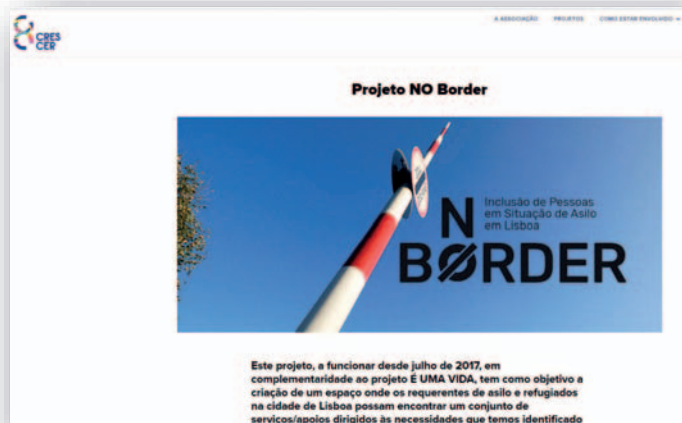 CRES
CER
A ASSOCIAÇÃO PROJETOS COMO ESTAR ENVOLVIDO
Projeto NO Border
Inclusão de Pessoas
em Situação de Asilo
em Lisboa
N
BØRDER
Este projeto, a funcionar desde julho de 2017, em
complementaridade ao projeto É UMA VIDA, tem como objetivo a
criação de um espaço onde os requerentes de asilo e refugiados
na cidade de Lisboa possam encontrar um conjunto de
serviços/apoios dirigidos às necessidades que temos identificado